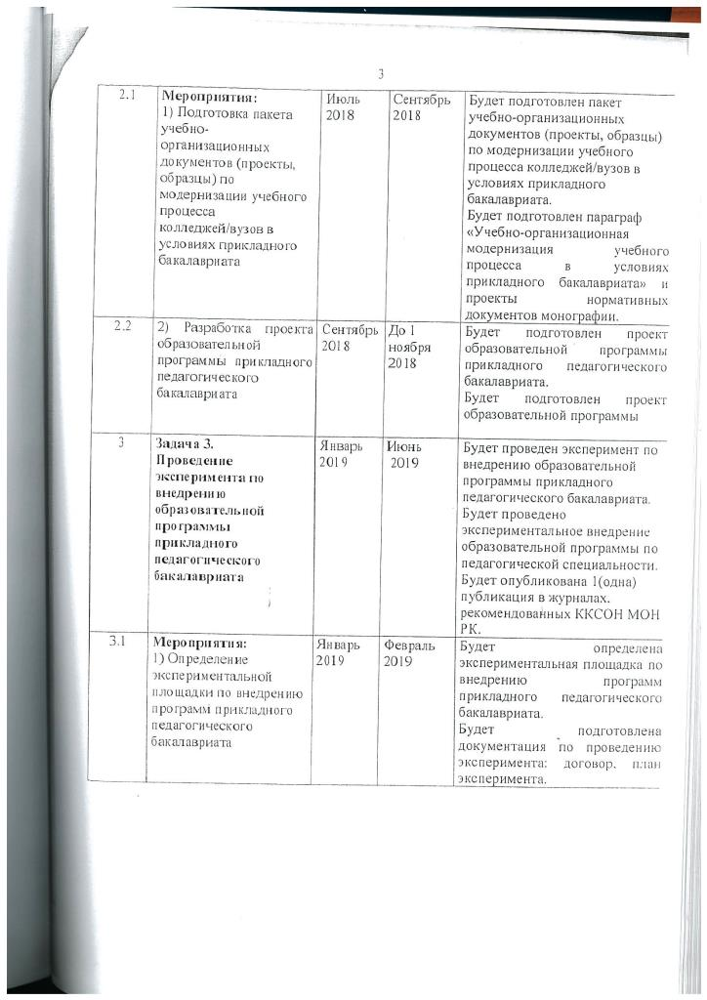 3
2.1
Мероприятия:
1) Подготовка пакета
учебно-
организационных
документов (проекты,
образцы) по
модернизации учебного
процесса
колледжей/вузов в
условиях прикладного
бакалавриата
Июль
2018
Сентябрь
2018
Будет подготовлен пакет
учебно-организационных
документов (проекты, образцы)
по модернизации учебного
процесса колледжей/вузов в
условиях прикладного
бакалавриата.
Будет подготовлен параграф
«Учебно-организационная
модернизация учебного
процесса в условиях
прикладного бакалавриата» и
проекты нормативных
документов монографии.
2.2
2) Разработка проекта
образовательной
программы прикладного
педагогического
бакалавриата
Сентябрь
2018
До 1
ноября
2018
Будет подготовлен проект
образовательной программы
прикладного педагогического
бакалавриата.
Будет подготовлен проект
образовательной программы
3
Задача 3.
Проведение
эксперимента по
внедрению
образовательной
программы
прикладного
педагогического
бакалавриата
Январь
2019
Июнь
2019
Будет проведен эксперимент по
внедрению образовательной
программы прикладного
педагогического бакалавриата.
Будет проведено
экспериментальное внедрение
образовательной программы по
педагогической специальности.
Будет опубликована 1(одна)
публикация в журналах,
рекомендованных ККСОН МОН
РК.
3.1
Мероприятия:
1) Определение
экспериментальной
площадки по внедрению
программ прикладного
педагогического
бакалавриата
Январь
2019
Февраль
2019
Будет определена
экспериментальная площадка по
внедрению программ
прикладного педагогического
бакалавриата.
Будет подготовлена
документация по проведению
эксперимента: договор, план
эксперимента.